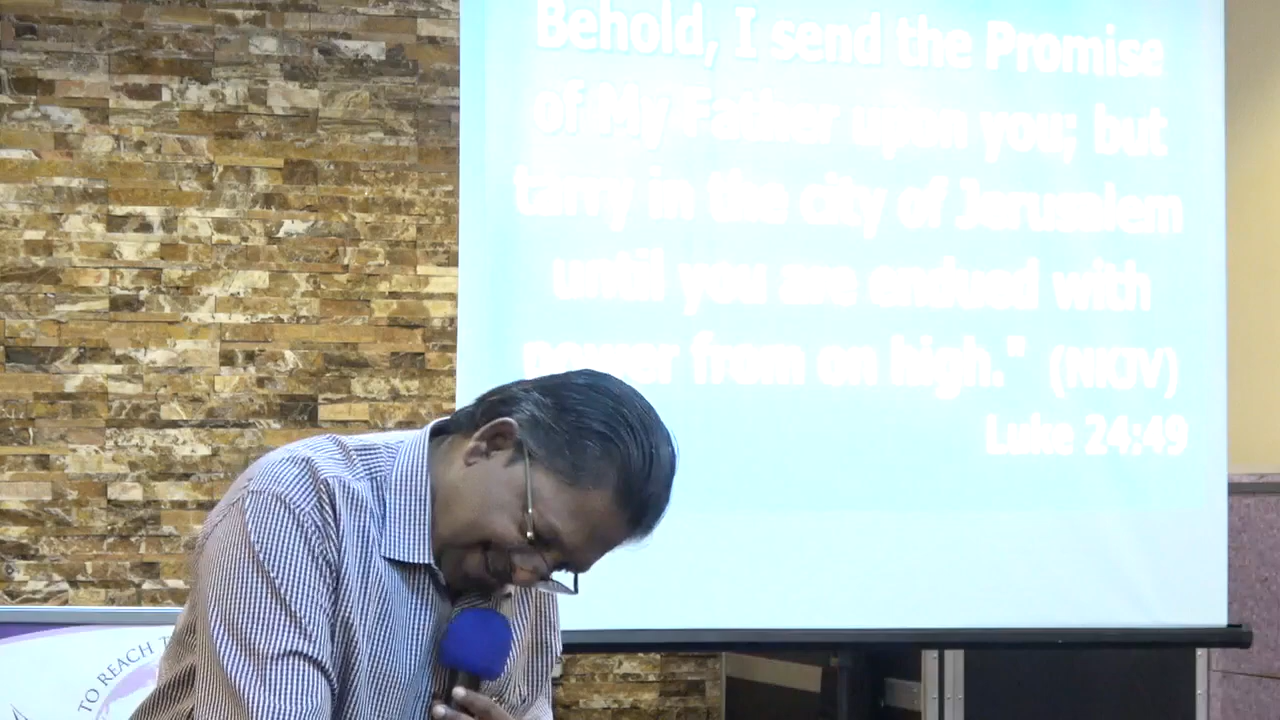 Behold, I send the Promise
of My Father upon you; but
tarry in the city of Jerusalem
until you are endued with
power from on high." (NKJV)
Luke 24:49
TO REACH